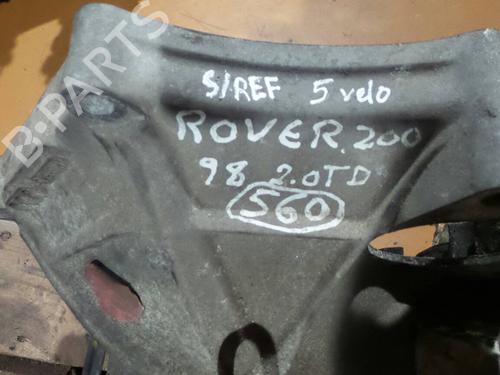 B-PARTS
S/REF 5 velo
ROVER.200
98 2.0TD
560